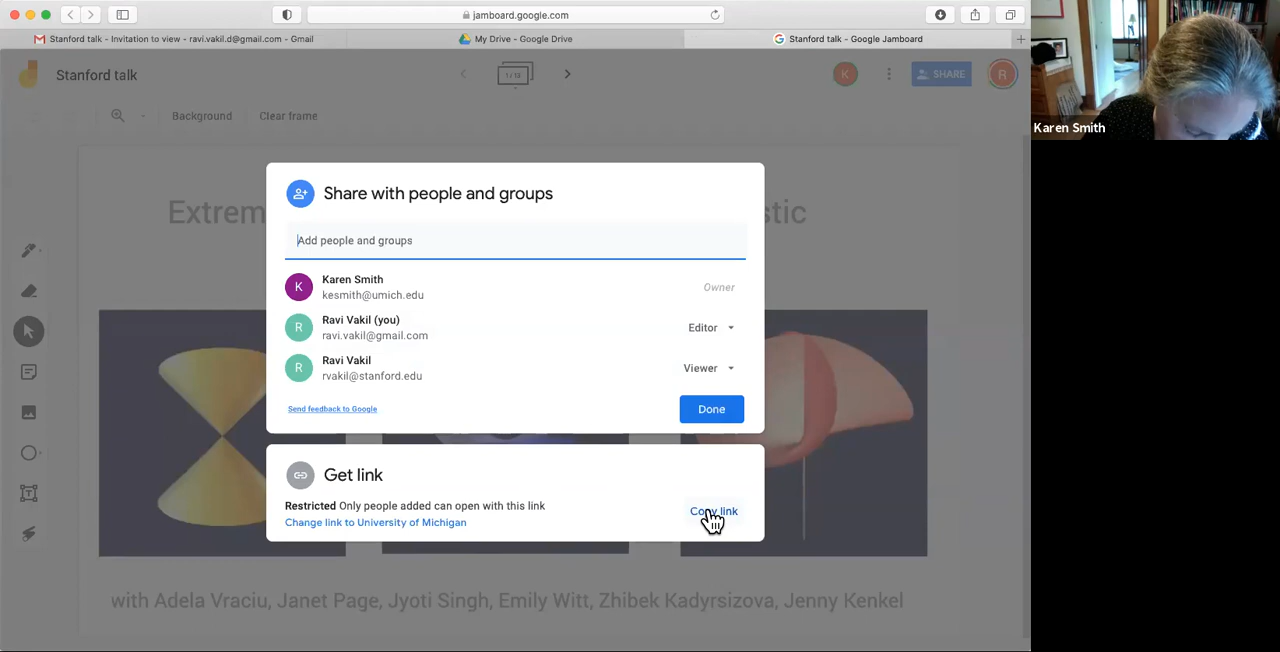 jamboard.google.com
Stanford talk - Invitation to view - ravi.vakil.d@gmail.com - Gmail
My Drive - Google Drive
Stanford talk - Google Jamboard
Stanford talk
1 / 12
K
SHARE
R
Background
Clear frame
Karen Smith
Share with people and groups
Extrem
stic
Add people and groups
K
Karen Smith
kesmith@umich.edu
Owner
R
Ravi Vakil (you)
ravi.vakil@gmail.com
Editor
R
Ravi Vakil
rvakil@stanford.edu
Viewer
Send feedback to Google
Done
Get link
Restricted Only people added can open with this link
Change link to University of Michigan
Copy link
with Adela Vraciu, Janet Page, Jyoti Singh, Emily Witt, Zhibek Kadyrsizova, Jenny Kenkel